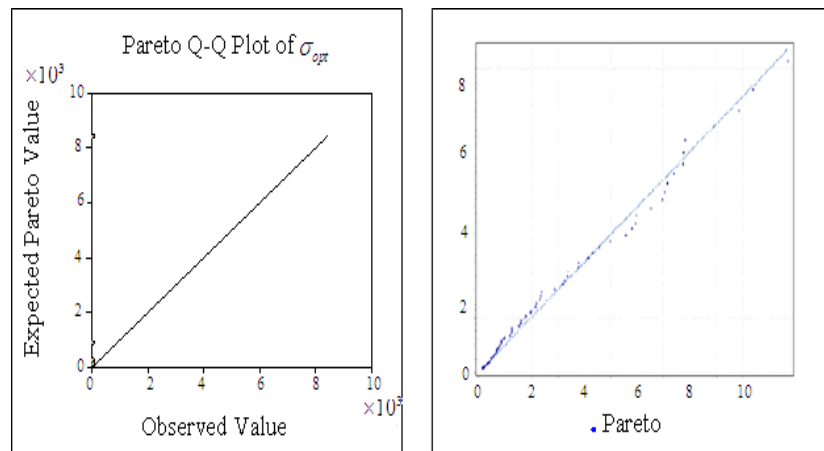 Pareto Q-Q Plot of σopt
×10³
Expected Pareto Value
10
8
6
4
2
0
0 2 4 6 8 10
×10³
Observed Value
8
6
4
2
0
2 4 6 8 10
Pareto